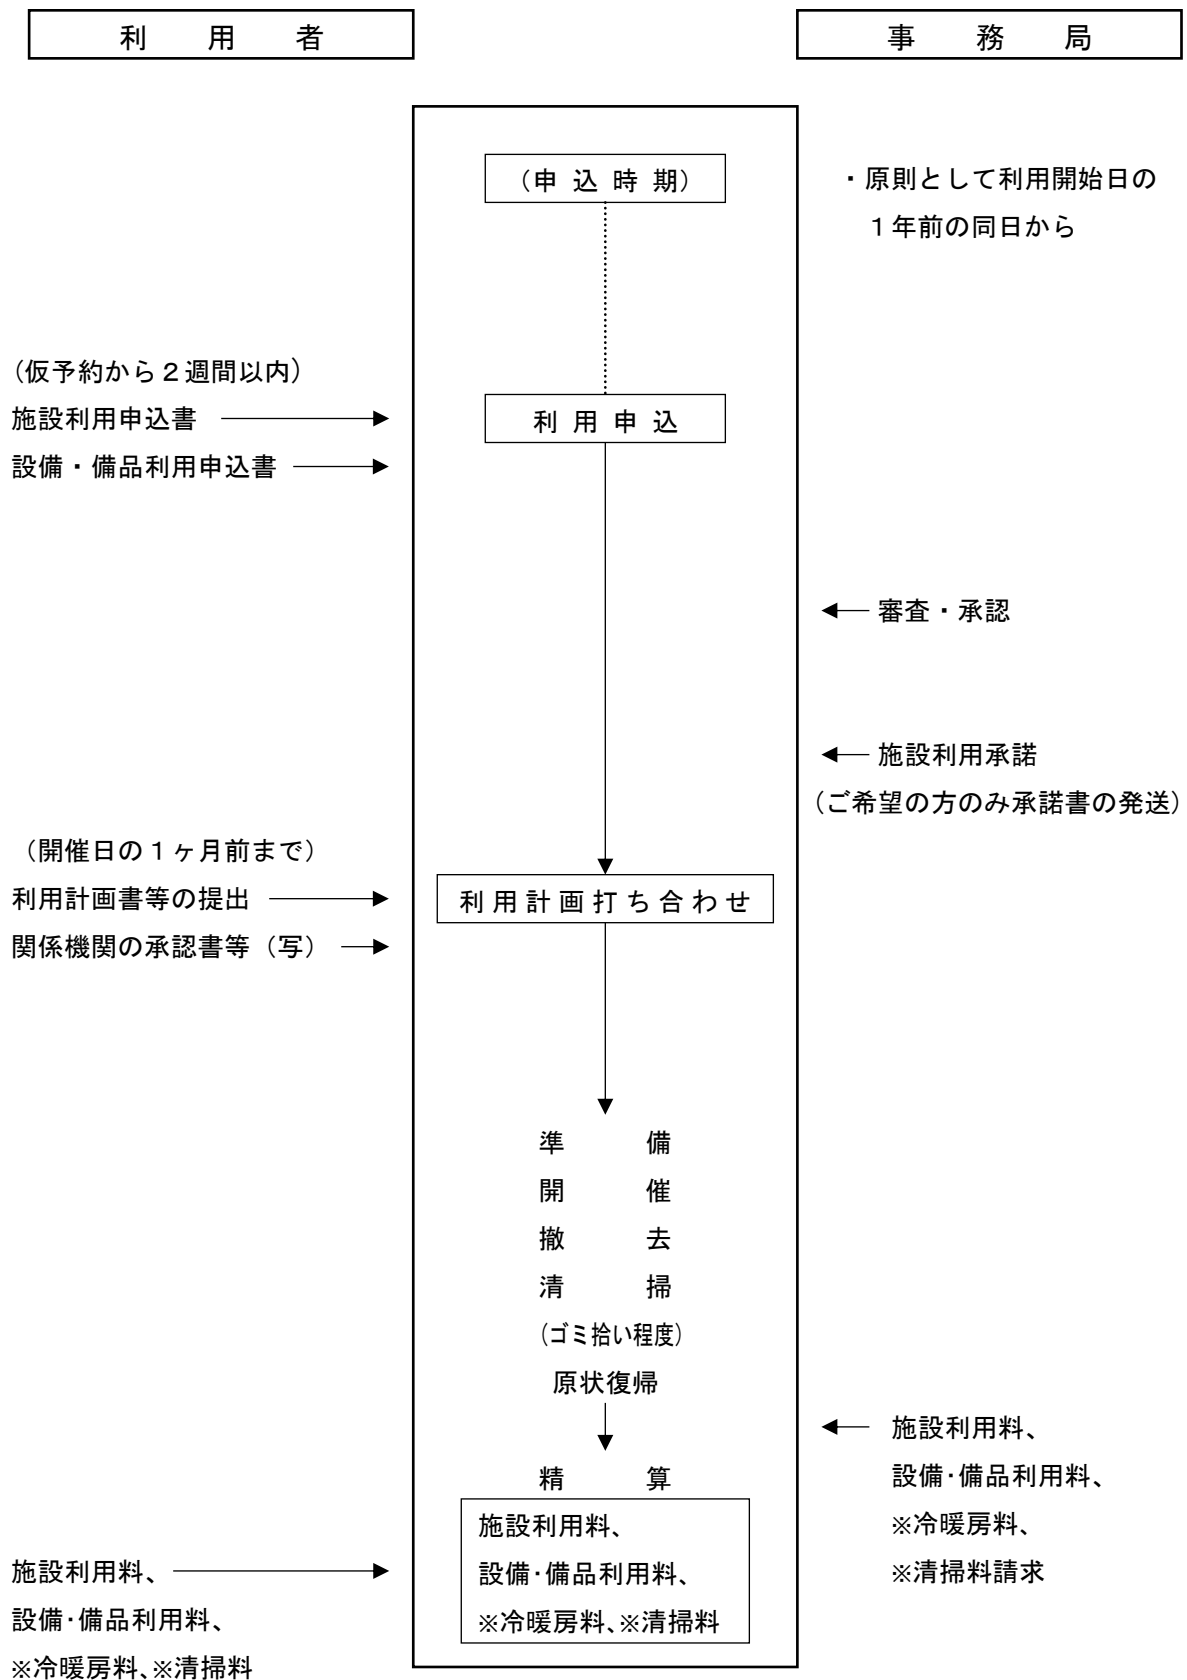 利用者
事務局
（申込時期）
・原則として利用開始日の
１年前の同日から
（仮予約から２週間以内）
施設利用申込書
利用申込
設備・備品利用申込書
審査・承認
施設利用承諾
（ご希望の方のみ承諾書の発送）
（開催日の１ヶ月前まで）
利用計画書等の提出
利用計画打ち合わせ
関係機関の承認書等（写）
準備
開催
撤去
清掃
（ゴミ拾い程度）
原状復帰
施設利用料、
設備･備品利用料、
※冷暖房料、
※清掃料請求
精算
施設利用料、
設備･備品利用料、
※冷暖房料、※清掃料
施設利用料、
設備･備品利用料、
※冷暖房料、※清掃料